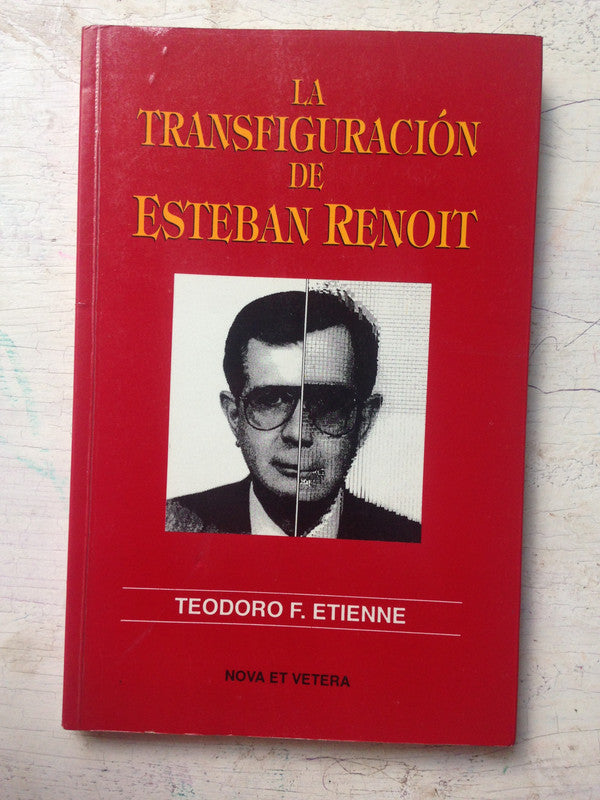 LA
TRANSFIGURACIÓN
DE
ESTEBAN RENOIT
TEODORO F. ETIENNE
NOVA ET VETERA